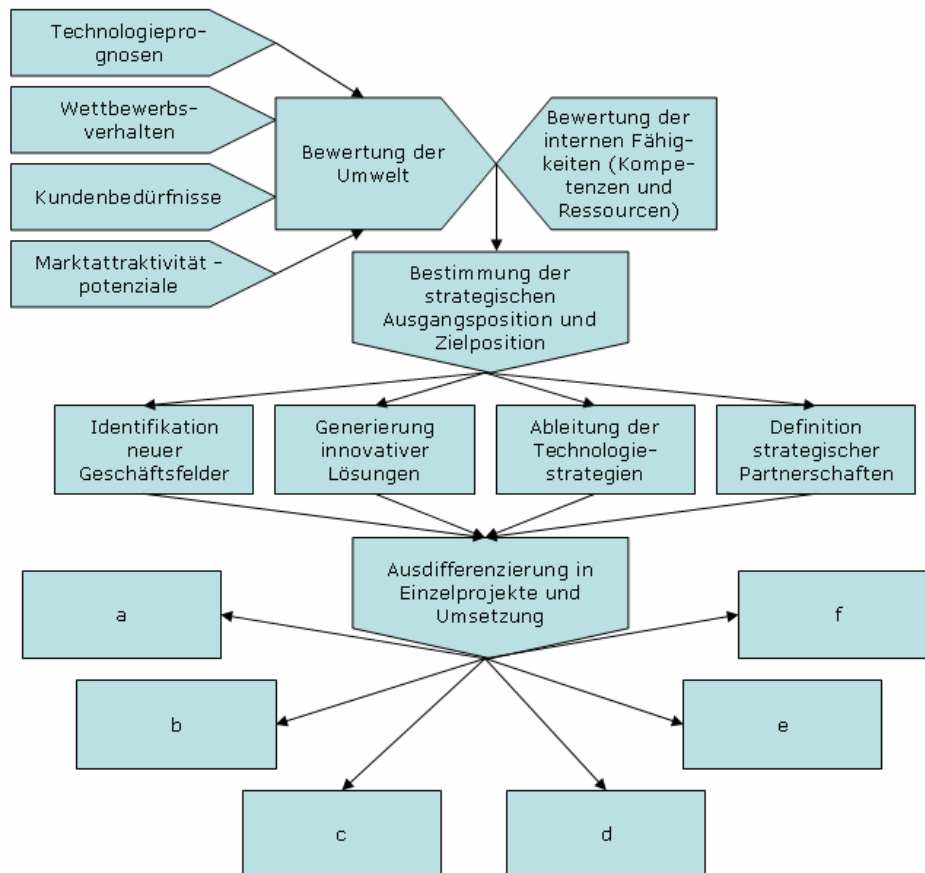 Technologiepro-
gnosen
Wettbewerbs-
verhalten
Kundenbedürfnisse
Marktattraktivität -
potenziale
Bewertung der
Umwelt
Bewertung der
internen Fähig-
keiten (Kompe-
tenzen und
Ressourcen)
Bestimmung der
strategischen
Ausgangsposition und
Zielposition
Identifikation
neuer
Geschäftsfelder
Generierung
innovativer
Lösungen
Ableitung der
Technologie-
strategien
Definition
strategischer
Partnerschaften
Ausdifferenzierung in
Einzelprojekte und
Umsetzung
a
b
c
d
e
f